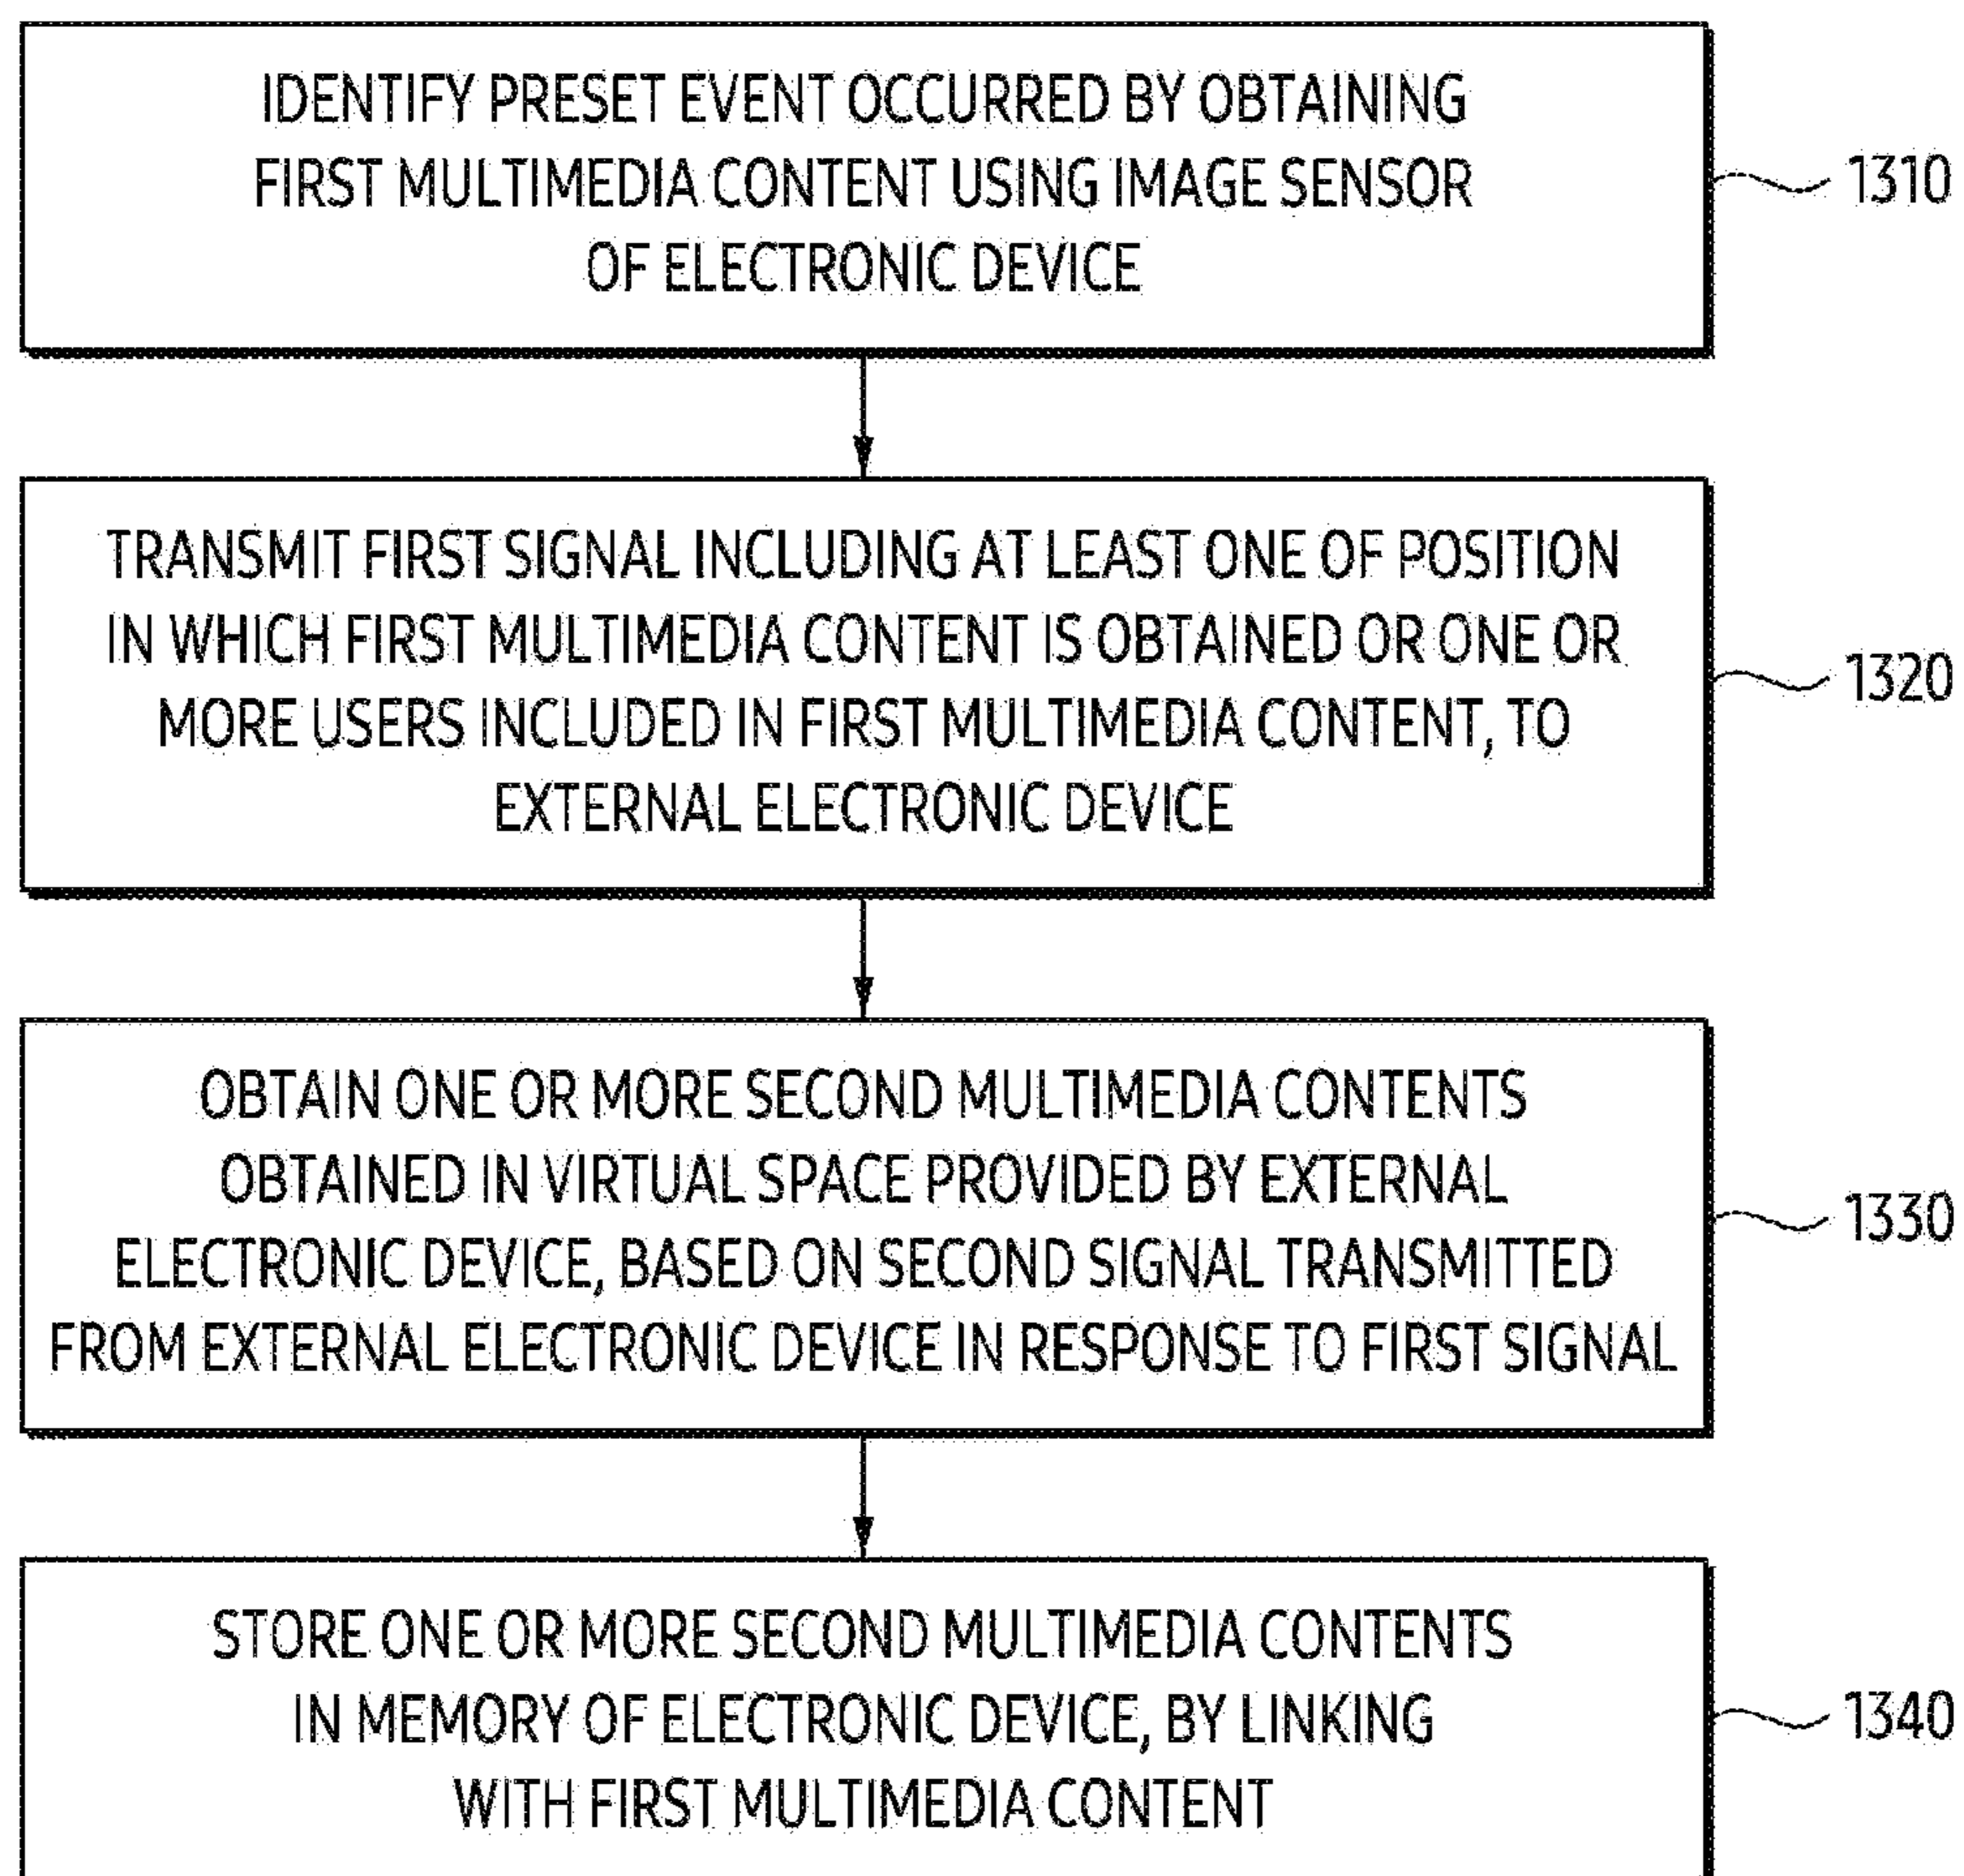 IDENTIFY PRESET EVENT OCCURRED BY OBTAINING
FIRST MULTIMEDIA CONTENT USING IMAGE SENSOR
OF ELECTRONIC DEVICE
1310
TRANSMIT FIRST SIGNAL INCLUDING AT LEAST ONE OF POSITION
IN WHICH FIRST MULTIMEDIA CONTENT IS OBTAINED OR ONE OR
MORE USERS INCLUDED IN FIRST MULTIMEDIA CONTENT, TO
EXTERNAL ELECTRONIC DEVICE
1320
OBTAIN ONE OR MORE SECOND MULTIMEDIA CONTENTS
OBTAINED IN VIRTUAL SPACE PROVIDED BY EXTERNAL
ELECTRONIC DEVICE, BASED ON SECOND SIGNAL TRANSMITTED
FROM EXTERNAL ELECTRONIC DEVICE IN RESPONSE TO FIRST SIGNAL
1330
STORE ONE OR MORE SECOND MULTIMEDIA CONTENTS
IN MEMORY OF ELECTRONIC DEVICE, BY LINKING
WITH FIRST MULTIMEDIA CONTENT
1340